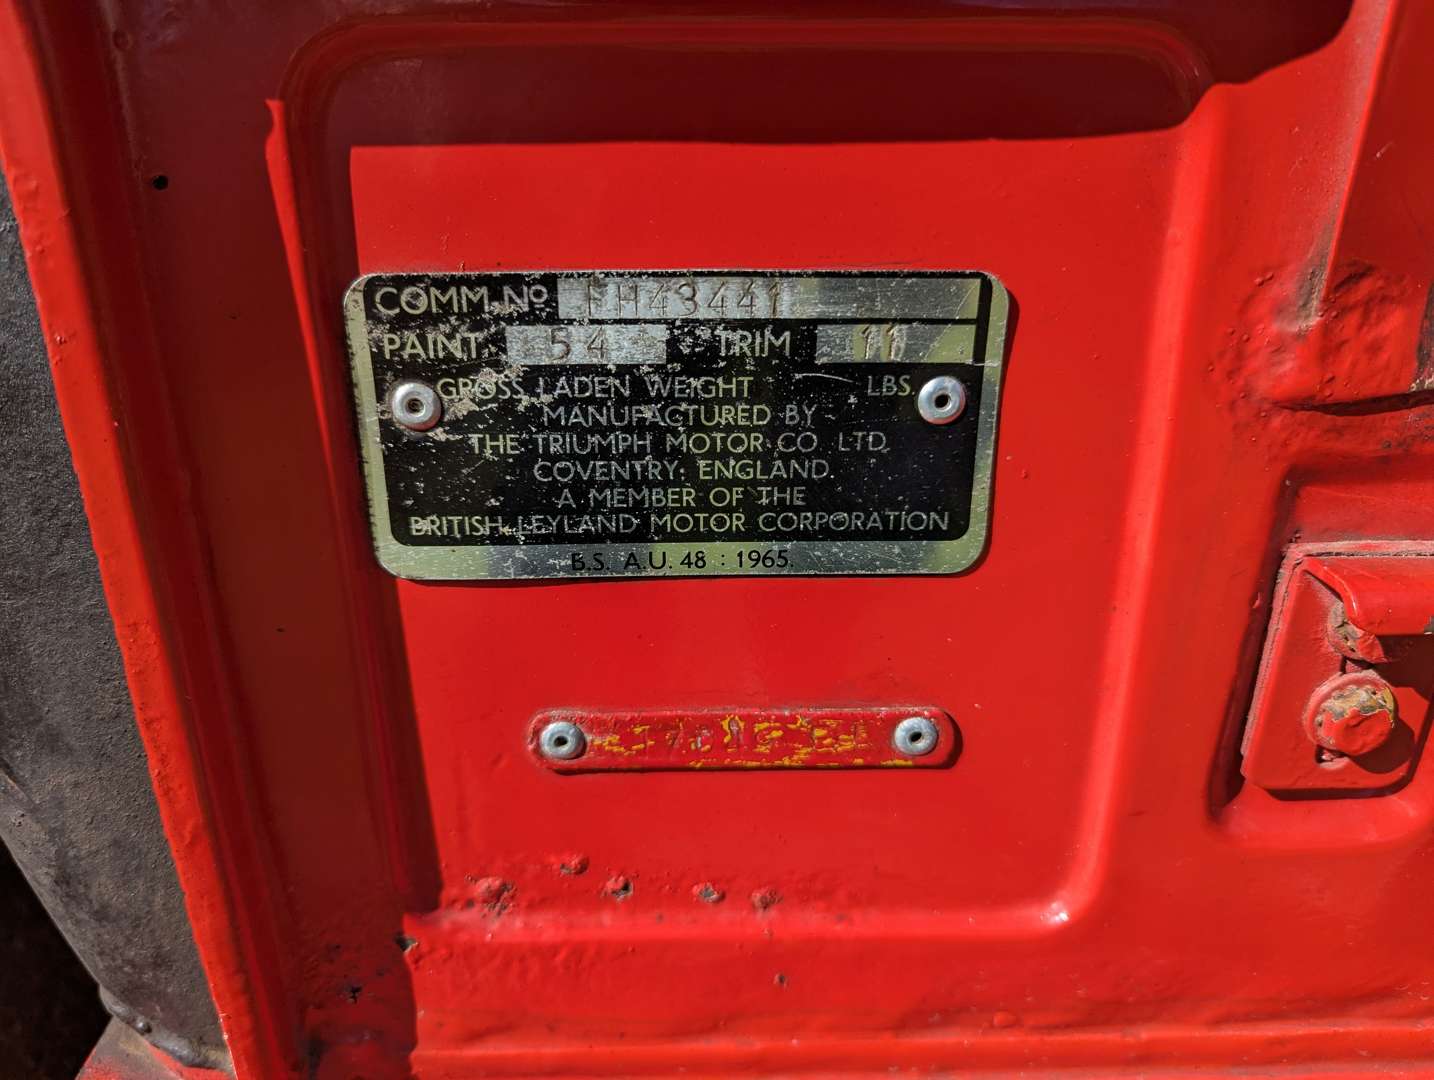 COMM. Nº FH43441
PAINT. 54 TRIM 11
GROSS LADEN WEIGHT LBS.
MANUFACTURED BY
THE TRIUMPH MOTOR CO LTD.
COVENTRY. ENGLAND.
A MEMBER OF THE
BRITISH LEYLAND MOTOR CORPORATION
B.S. A.U. 48 : 1965.